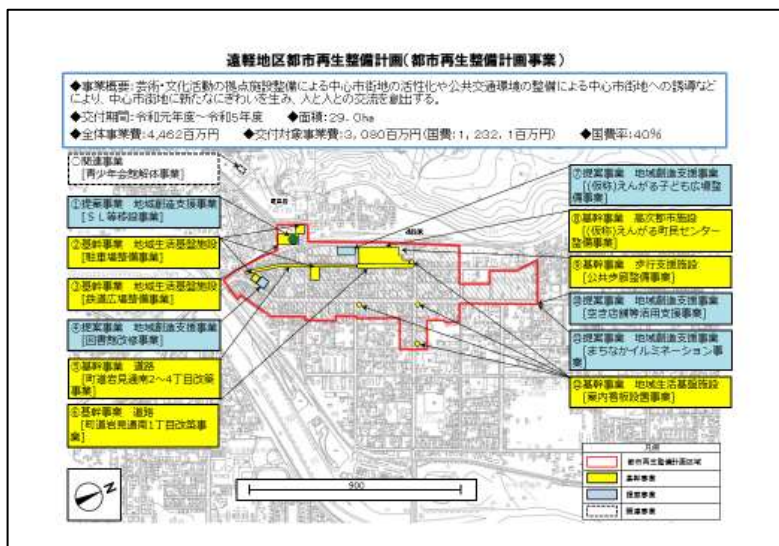 遠軽地区都市再生整備計画(都市再生整備計画事業)
◆事業概要:芸術・文化活動の拠点施設整備による中心市街地の活性化や公共交通環境の整備による中心市街地への誘導など
により、中心市街地に新たなにぎわいを生み、人と人との交流を創出する。
◆交付期間:令和元年度～令和5年度 ◆面積:29.0ha
◆全体事業費:4,462百万円 ◆交付対象事業費:3,080百万円(国費:1,232.1百万円) ◆国費率:40%
○関連事業
[青少年会館解体事業]
①提案事業 地域創造支援事業
[SL等移設事業]
②基幹事業 地域生活基盤施設
[駐車場整備事業]
③基幹事業 地域生活基盤施設
[鉄道広場整備事業]
④提案事業 地域創造支援事業
[図書館改修事業]
⑤基幹事業 道路
[町道岩見通南2～4丁目改築事
業]
⑥基幹事業 道路
[町道岩見通南1丁目改築事
業]
⑦提案事業 地域創造支援事業
[(仮称)えんがる子ども広場整
備事業]
⑧基幹事業 高次都市施設
[(仮称)えんがる町民センター
整備事業]
⑨基幹事業 歩行支援施設
[公共歩廊整備事業]
⑩提案事業 地域創造支援事業
[空き店舗等活用支援事業]
⑪提案事業 地域創造支援事業
[まちなかイルミネーション事
業]
⑫基幹事業 地域生活基盤施設
[案内看板設置事業]
900
凡例
都市再生整備計画区域
基幹事業
提案事業
関連事業